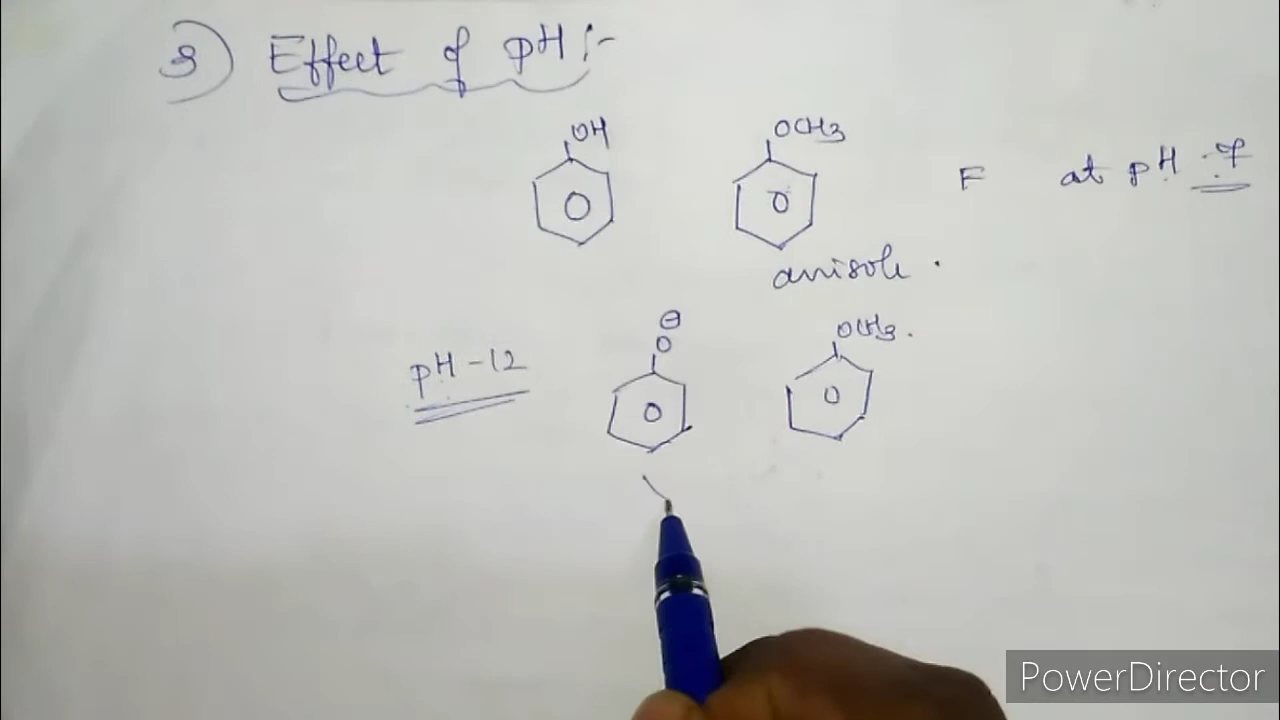 3) Effect of pH :-
OH OCH3 F at pH :7
anisole .
pH - 12 ⊖ O OCH3 .
PowerDirector